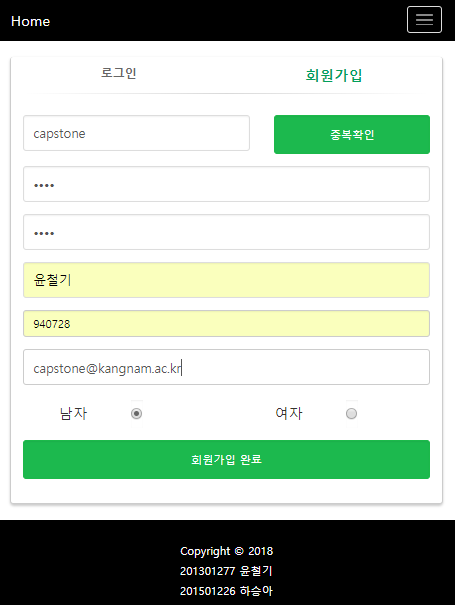 Home
로그인 회원가입
capstone 중복확인
••••
••••
윤철기
940728
capstone@kangnam.ac.kr
남자 여자
회원가입 완료
Copyright © 2018
201301277 윤철기
201501226 하승아